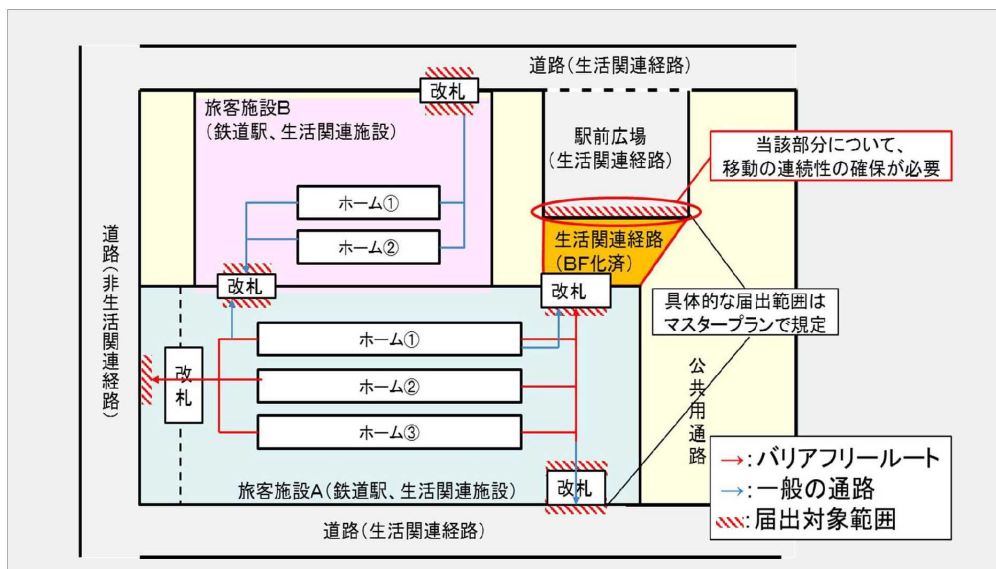 道路(生活関連経路)
改札
旅客施設B
(鉄道駅、生活関連施設)
駅前広場
(生活関連経路)
当該部分について、
移動の連続性の確保が必要
ホーム①
ホーム②
生活関連経路
(BF化済)
道路(非生活関連経路)
改札
改札
具体的な届出範囲は
マスタープランで規定
ホーム①
改札
ホーム②
ホーム③
公共用通路
改札
旅客施設A(鉄道駅、生活関連施設)
道路(生活関連経路)
→:バリアフリールート
→:一般の通路
:届出対象範囲